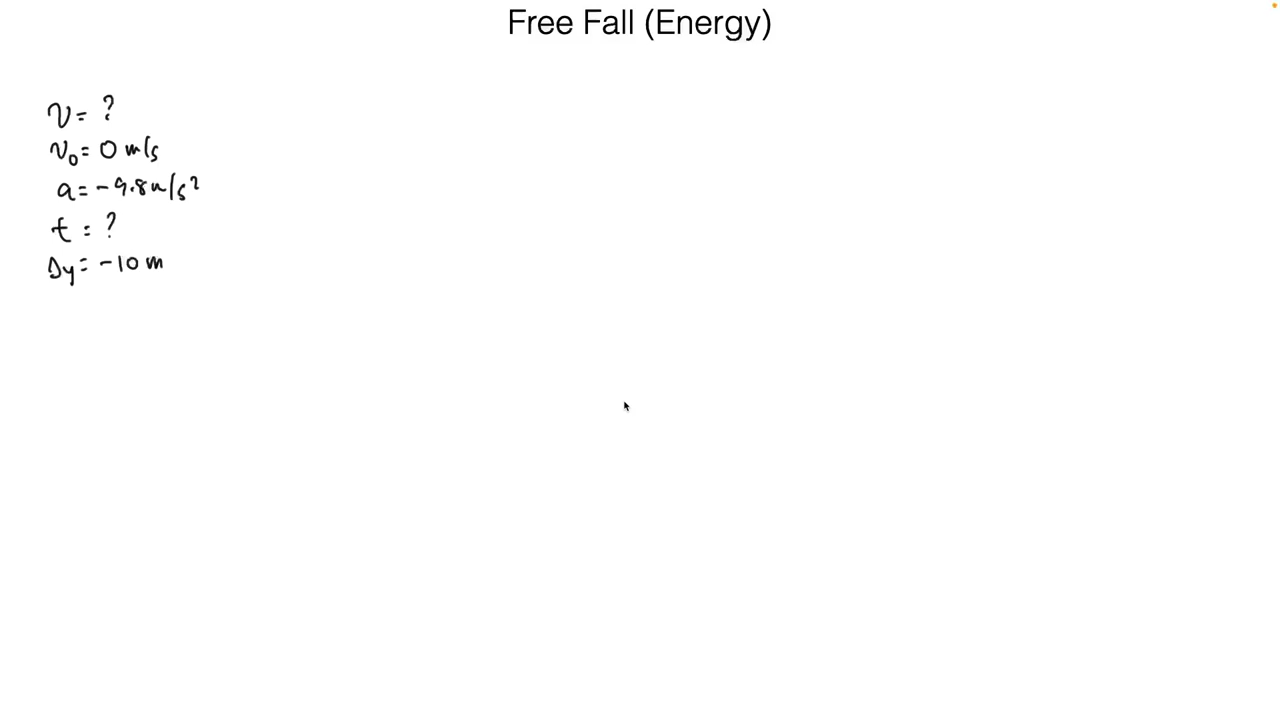 Free Fall (Energy)
v = ?
v₀ = 0 m/s
a = -9.8 m/s²
t = ?
Δy = -10 m